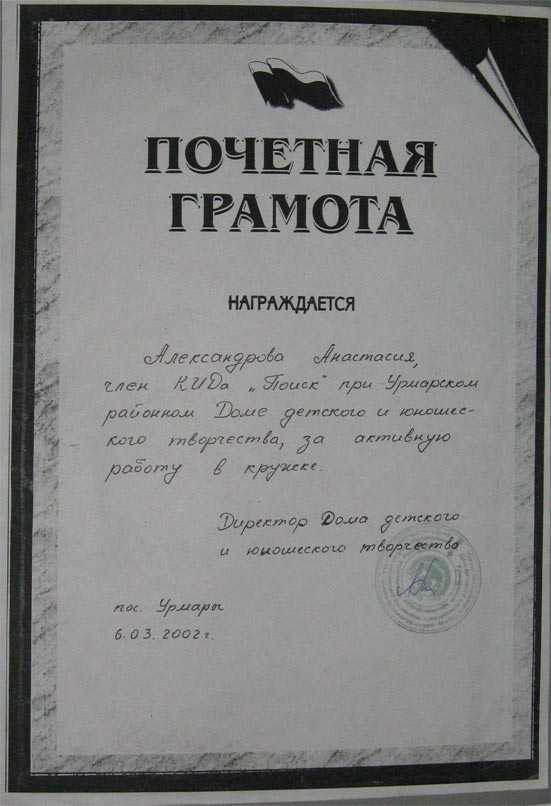 ПОЧЕТНАЯ
ГРАМОТА
НАГРАЖДАЕТСЯ
Александрова Анастасия,
член КИДа „Поиск" при Урмарском
районном Доме детского и юношес-
кого творчества, за активную
работу в кружке.
Директор Дома детского
и юношеского творчества
пос. Урмары
6.03.2002г.